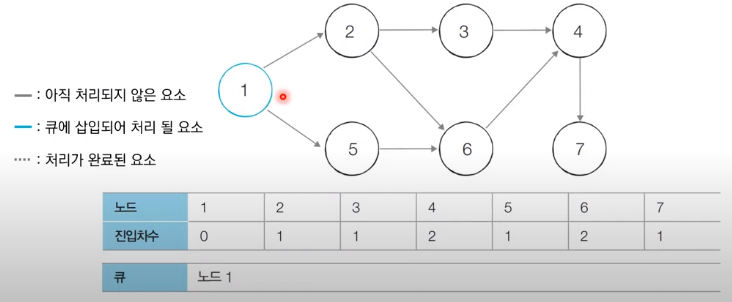 2
3
4
1
— : 아직 처리되지 않은 요소
— : 큐에 삽입되어 처리 될 요소
···· : 처리가 완료된 요소
5
6
7
노드 1 2 3 4 5 6 7
진입차수 0 1 1 2 1 2 1
큐 노드 1